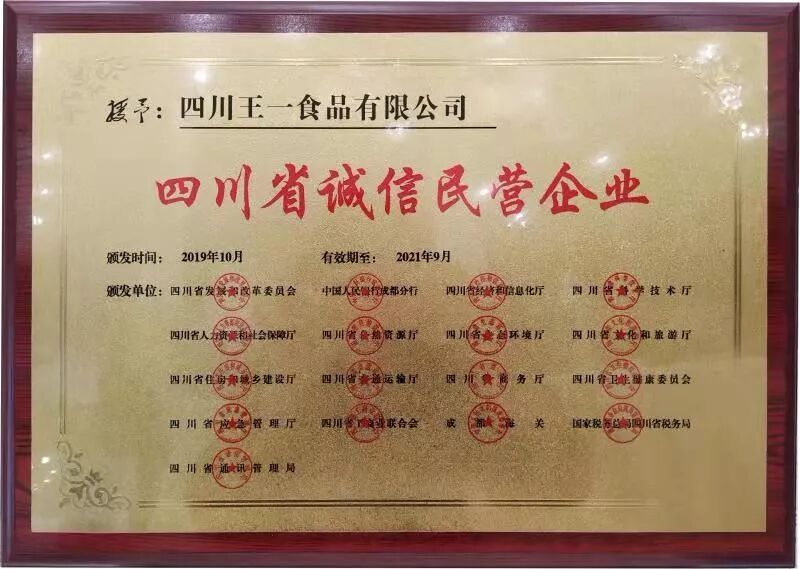 授予：四川王一食品有限公司
四川省诚信民营企业
颁发时间： 2019年10月 有效期至： 2021年9月
颁发单位：四川省发展和改革委员会 中国人民银行成都分行 四川省经济和信息化厅 四川省科学技术厅
四川省人力资源和社会保障厅 四川省自然资源厅 四川省生态环境厅 四川省文化和旅游厅
四川省住房和城乡建设厅 四川省交通运输厅 四川省商务厅 四川省卫生健康委员会
四川省应急管理厅 四川省工商业联合会 成都海关 国家税务总局四川省税务局
四川省通讯管理局